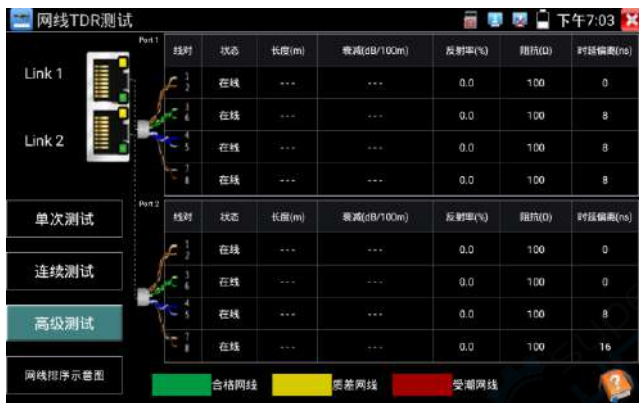 网线TDR测试 下午7:03
Link 1
Link 2
单次测试
连续测试
高级测试
网线排序示意图
Port 1 线对 状态 长度(m) 衰减(dB/100m) 反射率(%) 阻抗(Ω) 时延偏离(ns)
1 2 在线 --- --- 0.0 100 0
3 6 在线 --- --- 0.0 100 8
4 5 在线 --- --- 0.0 100 8
7 8 在线 --- --- 0.0 100 8
Port 2 线对 状态 长度(m) 衰减(dB/100m) 反射率(%) 阻抗(Ω) 时延偏离(ns)
1 2 在线 --- --- 0.0 100 0
3 6 在线 --- --- 0.0 100 0
4 5 在线 --- --- 0.0 100 8
7 8 在线 --- --- 0.0 100 16
合格网线 质差网线 受潮网线